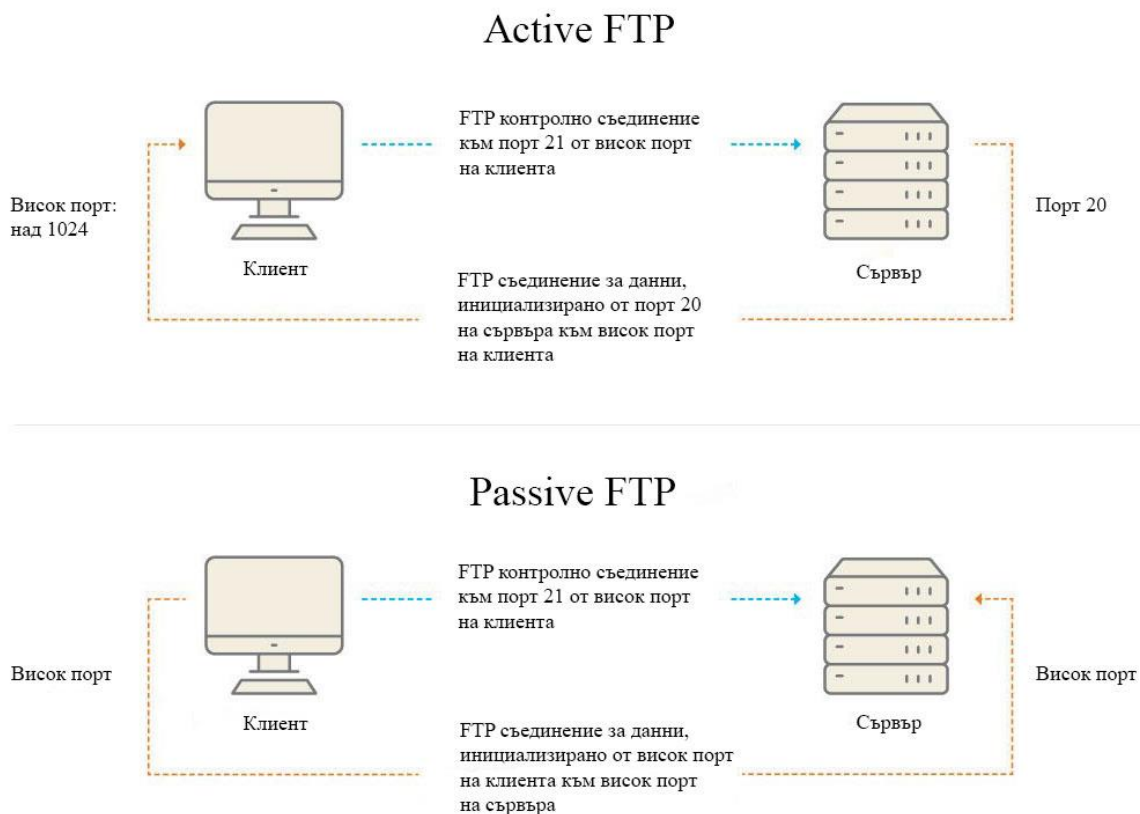 Active FTP
FTP контролно съединение
към порт 21 от висок порт
на клиента
Висок порт:
над 1024
Порт 20
Клиент
Сървър
FTP съединение за данни,
инициализирано от порт 20
на сървъра към висок порт
на клиента
Passive FTP
FTP контролно съединение
към порт 21 от висок порт
на клиента
Висок порт
Висок порт
Клиент
Сървър
FTP съединение за данни,
инициализирано от висок порт
на клиента към висок порт
на сървъра